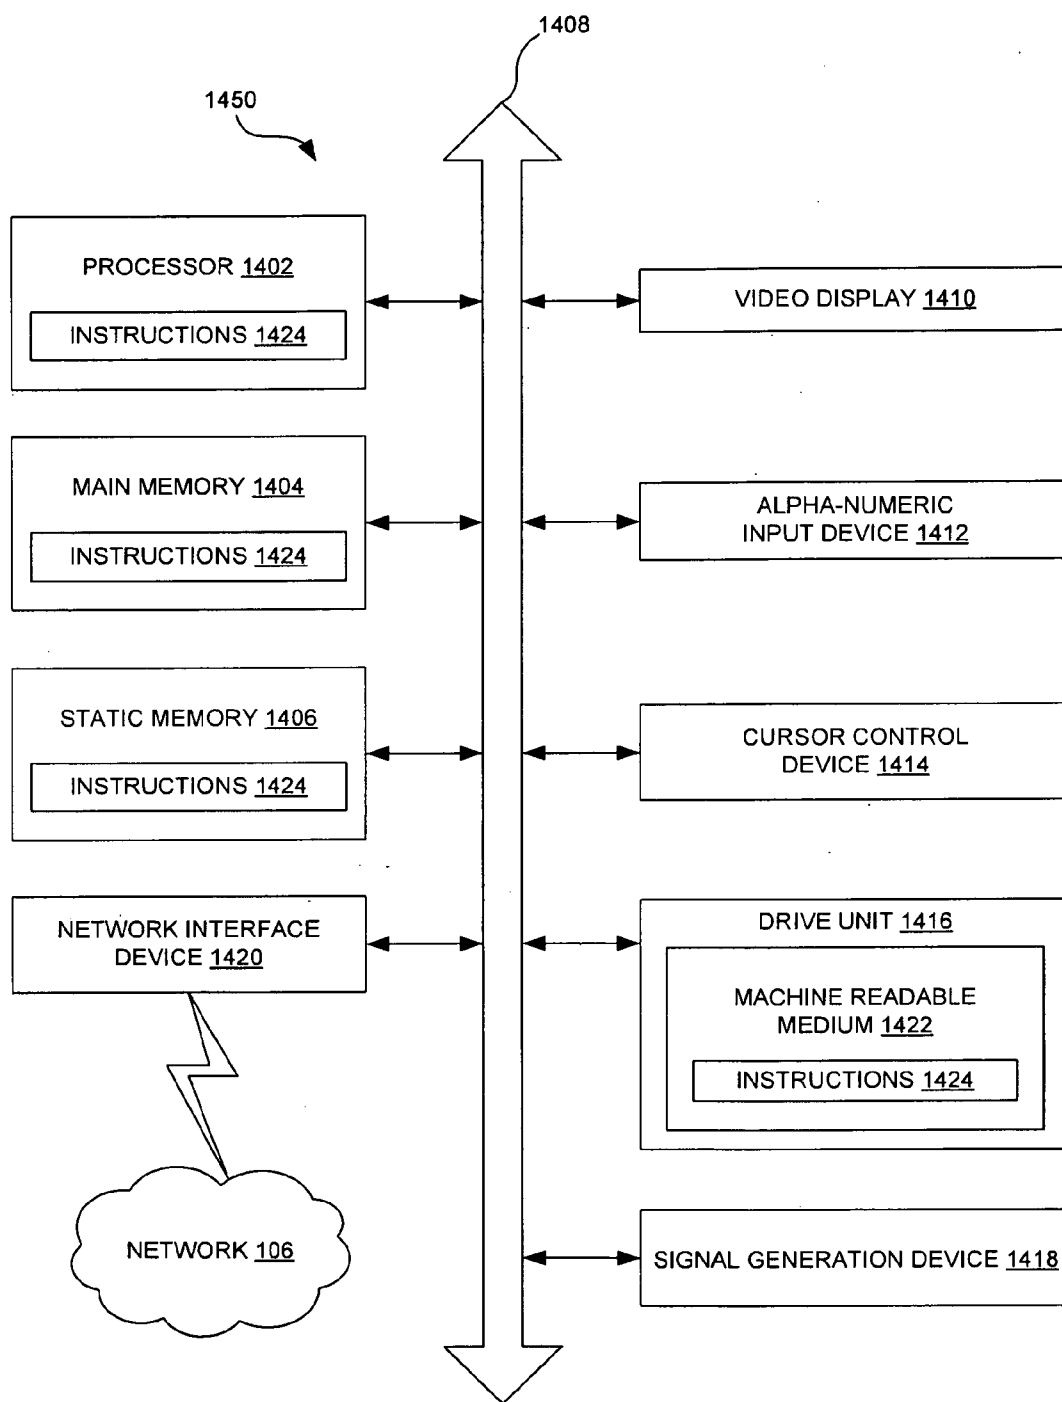 1408
1450
PROCESSOR 1402
INSTRUCTIONS 1424
MAIN MEMORY 1404
INSTRUCTIONS 1424
STATIC MEMORY 1406
INSTRUCTIONS 1424
NETWORK INTERFACE
DEVICE 1420
NETWORK 106
VIDEO DISPLAY 1410
ALPHA-NUMERIC
INPUT DEVICE 1412
CURSOR CONTROL
DEVICE 1414
DRIVE UNIT 1416
MACHINE READABLE
MEDIUM 1422
INSTRUCTIONS 1424
SIGNAL GENERATION DEVICE 1418